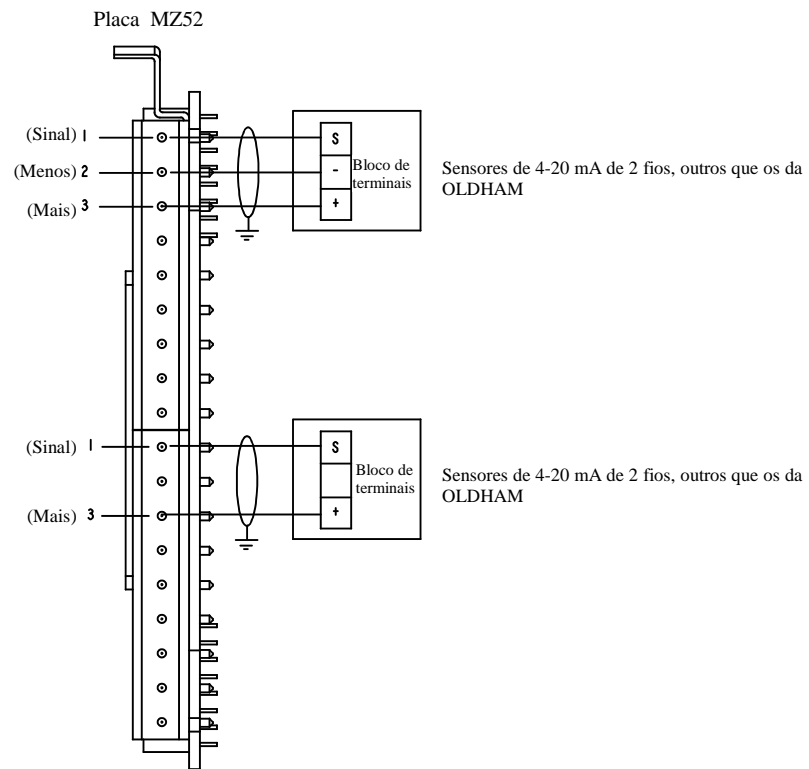 Placa MZ52
(Sinal) 1
(Menos) 2
(Mais) 3
S
-
+
Bloco de
terminais
Sensores de 4-20 mA de 2 fios, outros que os da
OLDHAM
(Sinal) 1
(Mais) 3
S
+
Bloco de
terminais
Sensores de 4-20 mA de 2 fios, outros que os da
OLDHAM